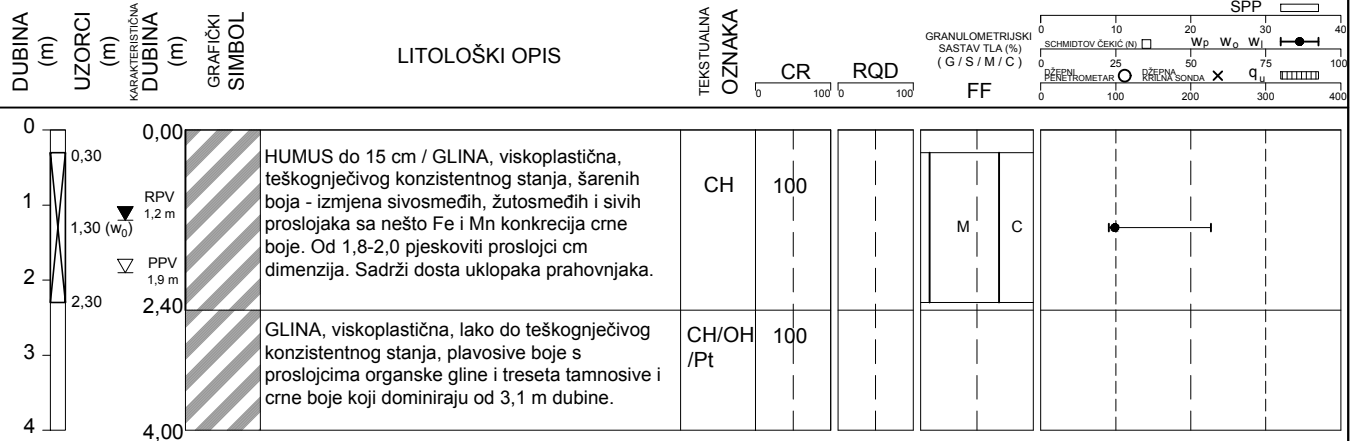 DUBINA (m)
UZORCI (m)
KARAKTERISTIČNA
DUBINA (m)
GRAFIČKI
SIMBOL
LITOLOŠKI OPIS
TEKSTUALNA
OZNAKA
CR
0 100
RQD
0 100
GRANULOMETRIJSKI
SASTAV TLA (%)
( G / S / M / C )
FF
SPP
0 10 20 30 40
SCHMIDTOV ČEKIĆ (N) Wp Wo Wl
0 25 50 75 100
DŽEPNI PENETROMETAR DŽEPNA KRILNA SONDA qu
0 100 200 300 400
0
1
2
3
4
0,30
1,30 (w0)
2,30
RPV
1,2 m
PPV
1,9 m
0,00
2,40
4,00
HUMUS do 15 cm / GLINA, viskoplastična,
teškognječivog konzistentnog stanja, šarenih
boja - izmjena sivosmeđih, žutosmeđih i sivih
proslojaka sa nešto Fe i Mn konkrecija crne
boje. Od 1,8-2,0 pjeskoviti proslojci cm
dimenzija. Sadrži dosta uklopaka prahovnjaka.
CH
100
M
C
GLINA, viskoplastična, lako do teškognječivog
konzistentnog stanja, plavosive boje s
proslojcima organske gline i treseta tamnosive i
crne boje koji dominiraju od 3,1 m dubine.
CH/OH
/Pt
100